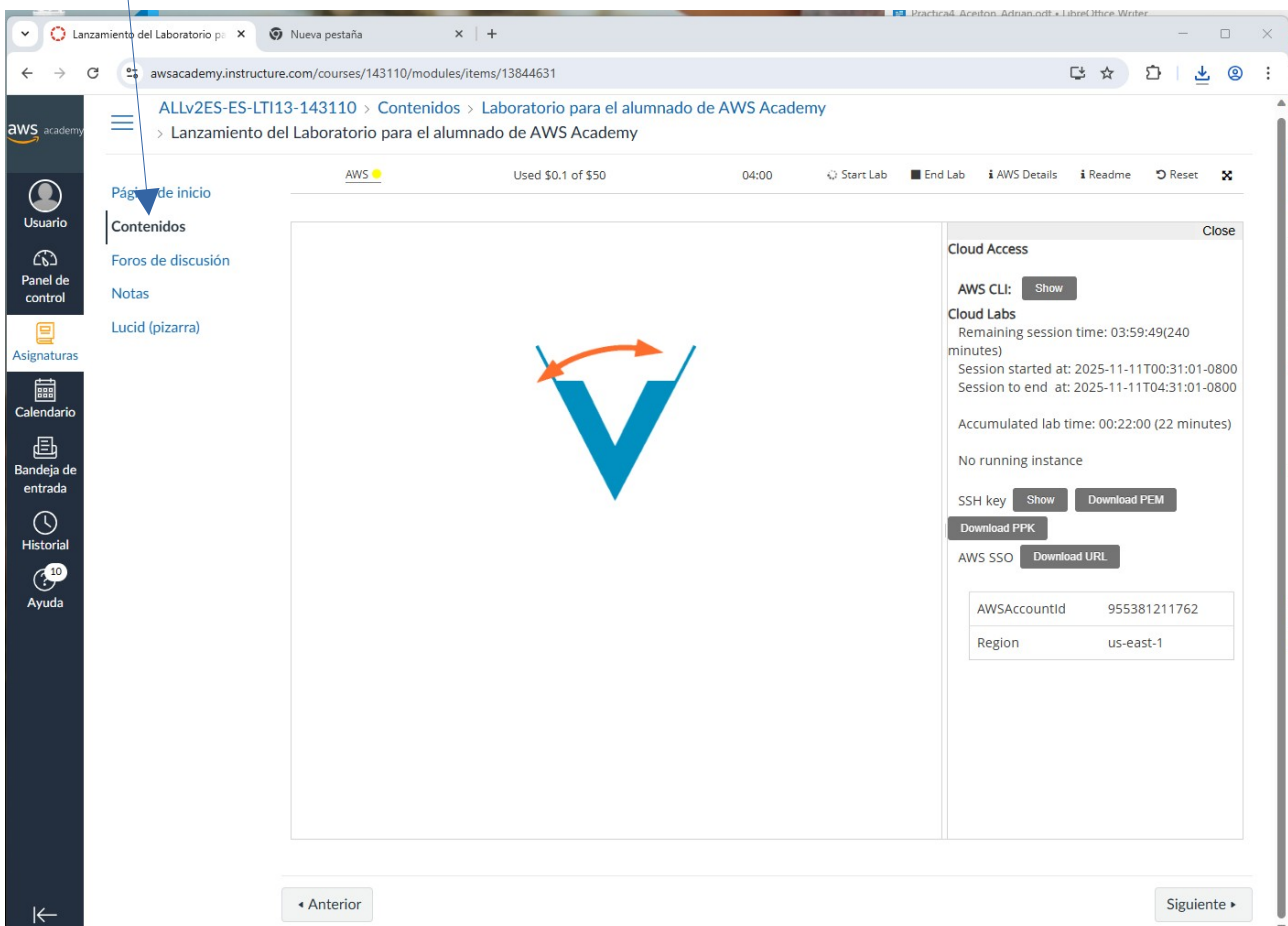 Practica4_Aceiton_Adrian.odt • LibreOffice Writer
Lanzamiento del Laboratorio pa
Nueva pestaña
awsacademy.instructure.com/courses/143110/modules/items/13844631
aws academy
ALLv2ES-ES-LTI13-143110 > Contenidos > Laboratorio para el alumnado de AWS Academy
> Lanzamiento del Laboratorio para el alumnado de AWS Academy
Usuario
Panel de
control
Asignaturas
Calendario
Bandeja de
entrada
Historial
10
Ayuda
Página de inicio
Contenidos
Foros de discusión
Notas
Lucid (pizarra)
AWS Used $0.1 of $50 04:00 Start Lab End Lab AWS Details Readme Reset
Close
Cloud Access
AWS CLI: Show
Cloud Labs
Remaining session time: 03:59:49(240
minutes)
Session started at: 2025-11-11T00:31:01-0800
Session to end at: 2025-11-11T04:31:01-0800
Accumulated lab time: 00:22:00 (22 minutes)
No running instance
SSH key Show Download PEM
Download PPK
AWS SSO Download URL
AWSAccountId 955381211762
Region us-east-1
Anterior
Siguiente